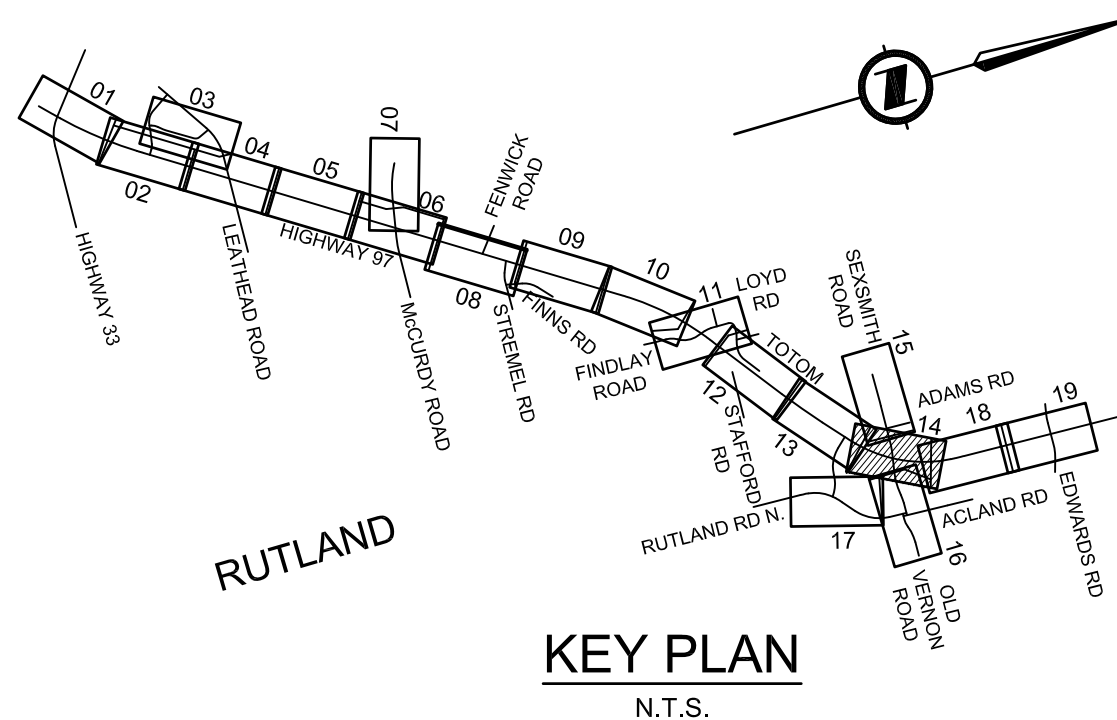 01
03
04
05
07
06
02
HIGHWAY 33
LEATHEAD ROAD
HIGHWAY 97
McCURDY ROAD
FENWICK
ROAD
08
09
10
STREMEL RD
FINNS RD
11
LOYD
RD
FINDLAY
ROAD
TOTOM
12
STAFFORD
RD
13
SEXSMITH
ROAD
15
ADAMS RD
14
18
19
RUTLAND RD N.
17
ACLAND RD
16
OLD
VERNON
ROAD
EDWARDS RD
RUTLAND
KEY PLAN
N.T.S.